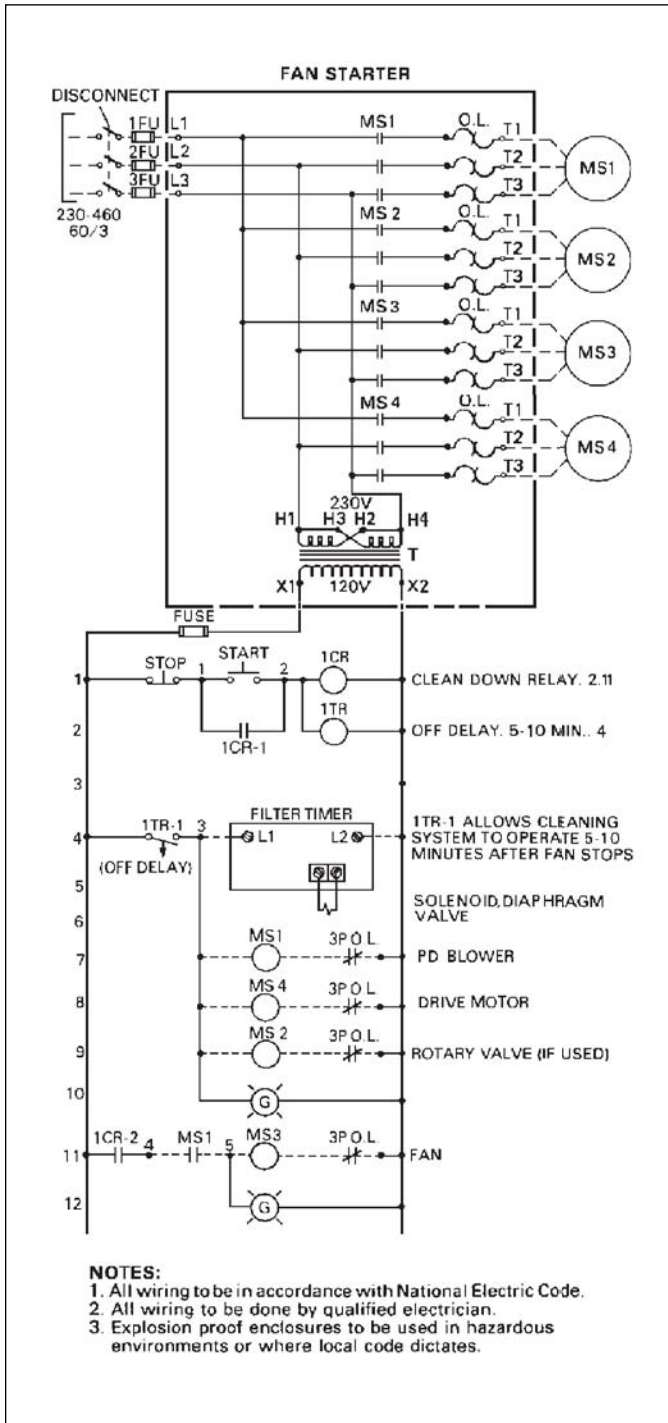 FAN STARTER
DISCONNECT
1FU L1
2FU L2
3FU L3
230-460
60/3
MS1
O.L.
T1
T2
T3
MS1
MS2
O.L.
T1
T2
T3
MS2
MS3
O.L.
T1
T2
T3
MS3
MS4
O.L.
T1
T2
T3
MS4
230V
H1 H3 H2 H4
T
X1 120V X2
FUSE
1 STOP 1 START 2 1CR CLEAN DOWN RELAY. 2.11
2 1CR-1 1TR OFF DELAY. 5-10 MIN.. 4
3
FILTER TIMER
4 1TR-1 3 L1 L2 1TR-1 ALLOWS CLEANING
(OFF DELAY) SYSTEM TO OPERATE 5-10
MINUTES AFTER FAN STOPS
5
SOLENOID,DIAPHRAGM
VALVE
6
7 MS1 3P O.L. PD BLOWER
8 MS4 3P O.L. DRIVE MOTOR
9 MS2 3P O.L. ROTARY VALVE (IF USED)
10 G
11 1CR-2 4 MS1 5 MS3 3P O.L. FAN
12 G
NOTES:
1. All wiring to be in accordance with National Electric Code.
2. All wiring to be done by qualified electrician.
3. Explosion proof enclosures to be used in hazardous
environments or where local code dictates.